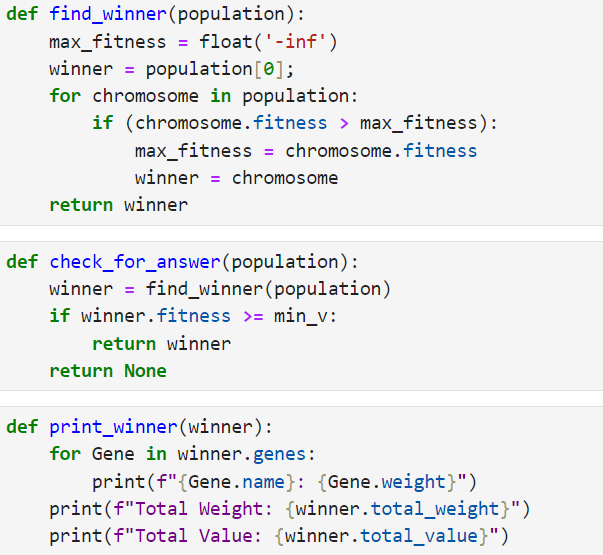 def find_winner(population):
    max_fitness = float('-inf')
    winner = population[0];
    for chromosome in population:
        if (chromosome.fitness > max_fitness):
            max_fitness = chromosome.fitness
            winner = chromosome
    return winner
def check_for_answer(population):
    winner = find_winner(population)
    if winner.fitness >= min_v:
        return winner
    return None
def print_winner(winner):
    for Gene in winner.genes:
        print(f"{Gene.name}: {Gene.weight}")
    print(f"Total Weight: {winner.total_weight}")
    print(f"Total Value: {winner.total_value}")